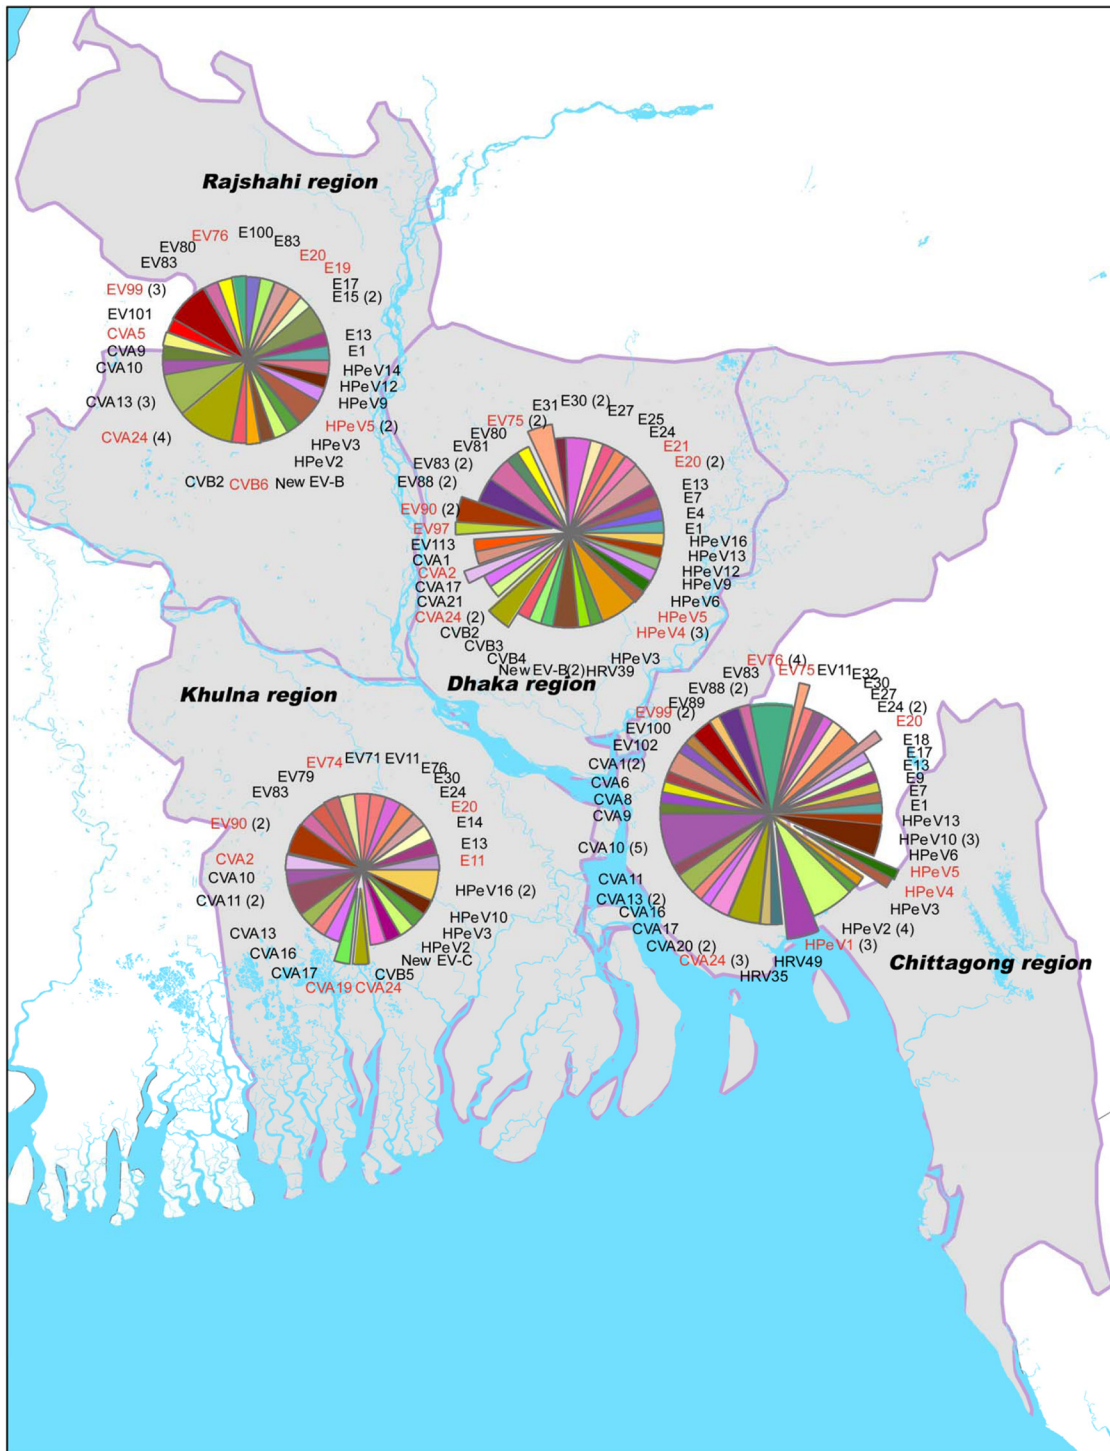 Rajshahi region
EV76
E100
E83
EV80
E20
EV83
E19
E17
EV99 (3)
E15 (2)
EV101
CVA5
E13
CVA9
E1
CVA10
HPeV14
HPeV12
CVA13 (3)
HPeV9
HPeV5 (2)
CVA24 (4)
HPeV3
HPeV2
CVB2
CVB6
New EV-B
E31
E30 (2)
E27
EV75 (2)
E25
EV80
E24
EV81
E21
EV83 (2)
E20 (2)
EV88 (2)
E13
E7
EV90 (2)
E4
EV97
E1
EV113
HPeV16
CVA1
HPeV13
CVA2
HPeV12
CVA17
HPeV9
CVA21
HPeV6
CVA24 (2)
HPeV5
CVB2
HPeV4 (3)
CVB3
CVB4
HPeV3
New EV-B(2)
HRV39
Dhaka region
Khulna region
EV74
EV71
EV11
E76
EV79
E30
EV83
E24
E20
EV90 (2)
E14
E13
CVA2
E11
CVA10
HPeV16 (2)
CVA11 (2)
HPeV10
CVA13
HPeV3
CVA16
HPeV2
CVA17
New EV-C
CVB5
CVA19
CVA24
EV76 (4)
EV75
EV11
E32
EV83
E30
EV88 (2)
E27
EV89
E24 (2)
EV99 (2)
E20
EV100
E18
EV102
E17
CVA1(2)
E13
CVA6
E9
CVA8
E7
CVA9
E1
HPeV13
CVA10 (5)
HPeV10 (3)
HPeV6
CVA11
HPeV5
CVA13 (2)
HPeV4
CVA16
HPeV3
CVA17
HPeV2 (4)
CVA20 (2)
HPeV1 (3)
CVA24 (3)
HRV49
HRV35
Chittagong region